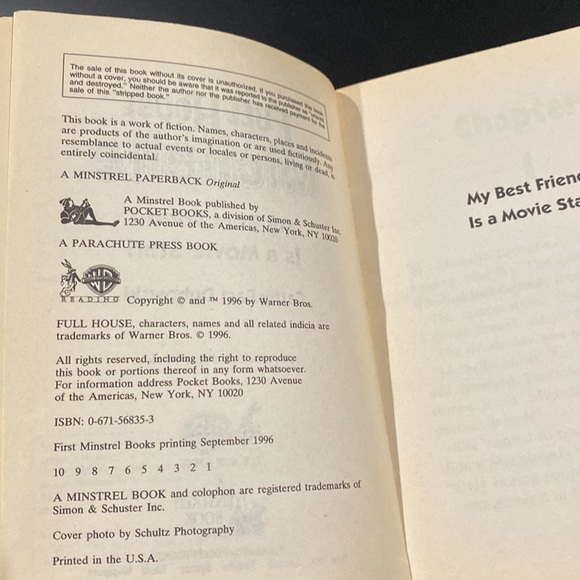 The sale of this book without its cover is unauthorized. If you purchased this book
without a cover, you should be aware that it was reported to the publisher as "unsold
and destroyed." Neither the author nor the publisher has received payment for the
sale of this "stripped book."
This book is a work of fiction. Names, characters, places and incidents
are products of the author's imagination or are used fictitiously. Any
resemblance to actual events or locales or persons, living or dead, is
entirely coincidental.
A MINSTREL PAPERBACK Original
A Minstrel Book published by
POCKET BOOKS, a division of Simon & Schuster Inc.
1230 Avenue of the Americas, New York, NY 10020
A PARACHUTE PRESS BOOK
READING Copyright © and ™ 1996 by Warner Bros.
FULL HOUSE, characters, names and all related indicia are
trademarks of Warner Bros. © 1996.
All rights reserved, including the right to reproduce
this book or portions thereof in any form whatsoever.
For information address Pocket Books, 1230 Avenue
of the Americas, New York, NY 10020
ISBN: 0-671-56835-3
First Minstrel Books printing September 1996
10 9 8 7 6 5 4 3 2 1
A MINSTREL BOOK and colophon are registered trademarks of
Simon & Schuster Inc.
Cover photo by Schultz Photography
Printed in the U.S.A.
My Best Friend
Is a Movie Sta